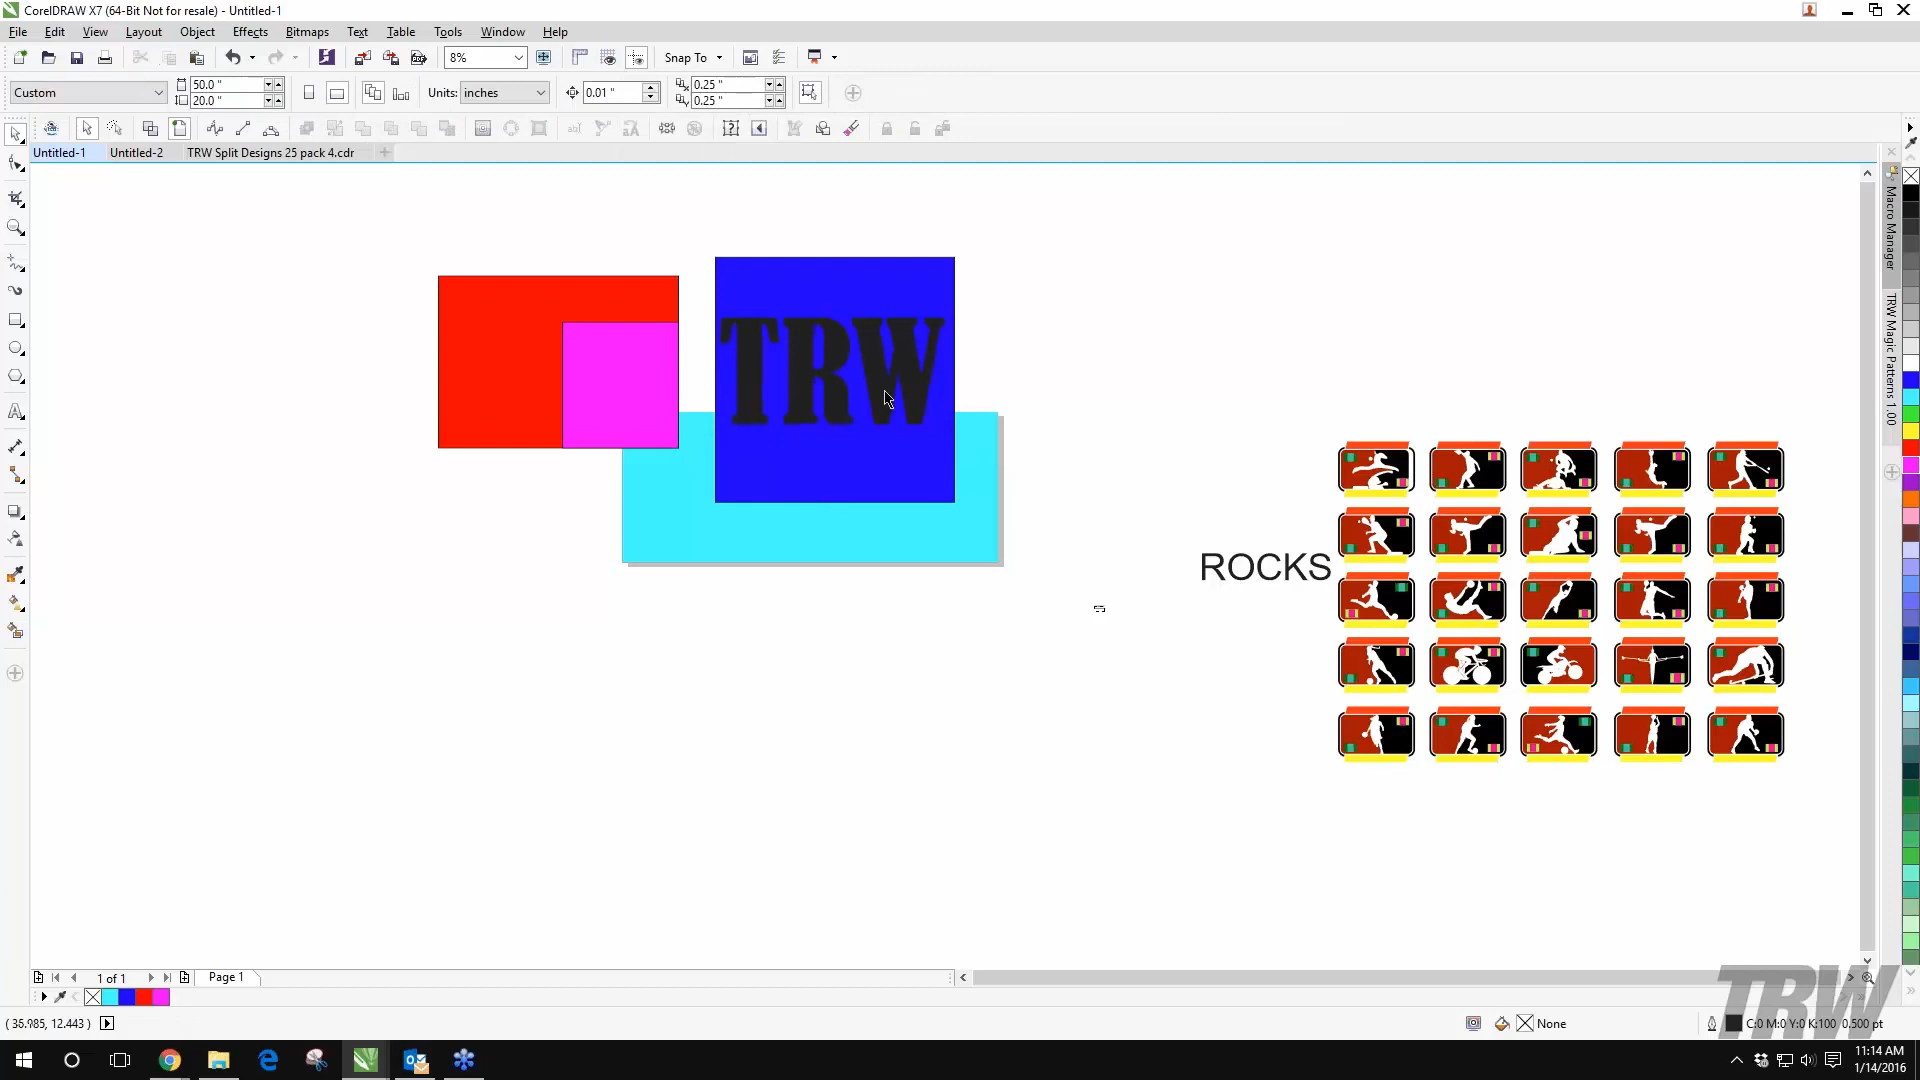 CorelDRAW X7 (64-Bit Not for resale) - Untitled-1
File Edit View Layout Object Effects Bitmaps Text Table Tools Window Help
8% Snap To
Custom 50.0 " Units: inches 0.01 " 0.25 "
20.0 " 0.25 "
Untitled-1 Untitled-2 TRW Split Designs 25 pack 4.cdr
Macro Manager
TRW Magic Patterns 1.00
TRW
ROCKS
1 of 1 Page 1
TRW
( 35.985, 12.443 ) None C:0 M:0 Y:0 K:100 0.500 pt
11:14 AM
1/14/2016